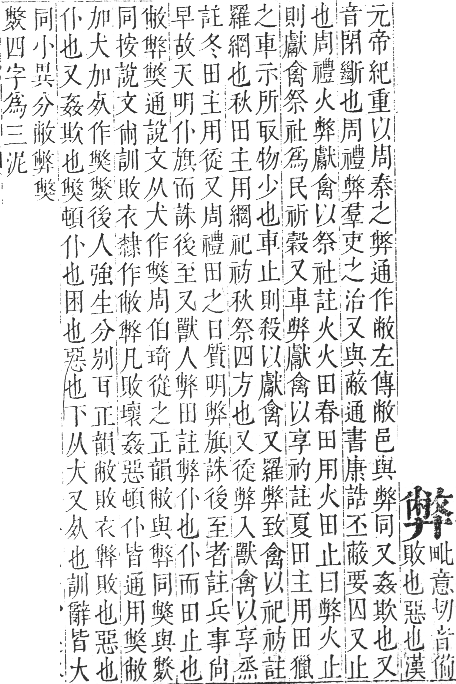 弊 毗意切音𢁥
敗也惡也漢
元帝紀重以周秦之弊通作敝左傳敝邑與弊同又姦欺也又
音閉斷也周禮弊羣吏之治又與蔽通書康誥丕蔽要囚又止
也周禮火弊獻禽以祭社註火火田春田用火田止曰弊火止
則獻禽祭社為民祈穀又車弊獻禽以享礿註夏田主用田獵
之車示所取物少也車止則殺以獻禽又羅弊致禽以祀祊註
羅網也秋田主用網祀祊秋祭四方也又從弊入獸禽以享烝
註冬田主用從又周禮田之日質明弊旗誅後至者註兵事尚
早故天明仆旗而誅後至又獸人弊田註弊仆也仆而田止也
敝弊獘通說文从犬作獘周伯琦從之正韻敝與弊同獘與㢢
同按說文㡀訓敗衣隸作敝弊凡敗壞姦惡頓仆皆通用獘敝
加犬加㱙作獘斃後人強生分別耳正韻敝敗衣弊敗也惡也
仆也又姦欺也獘頓仆也困也惡也下从大又㱙也訓辭皆大
同小異分敝弊獘
斃四字為三泥